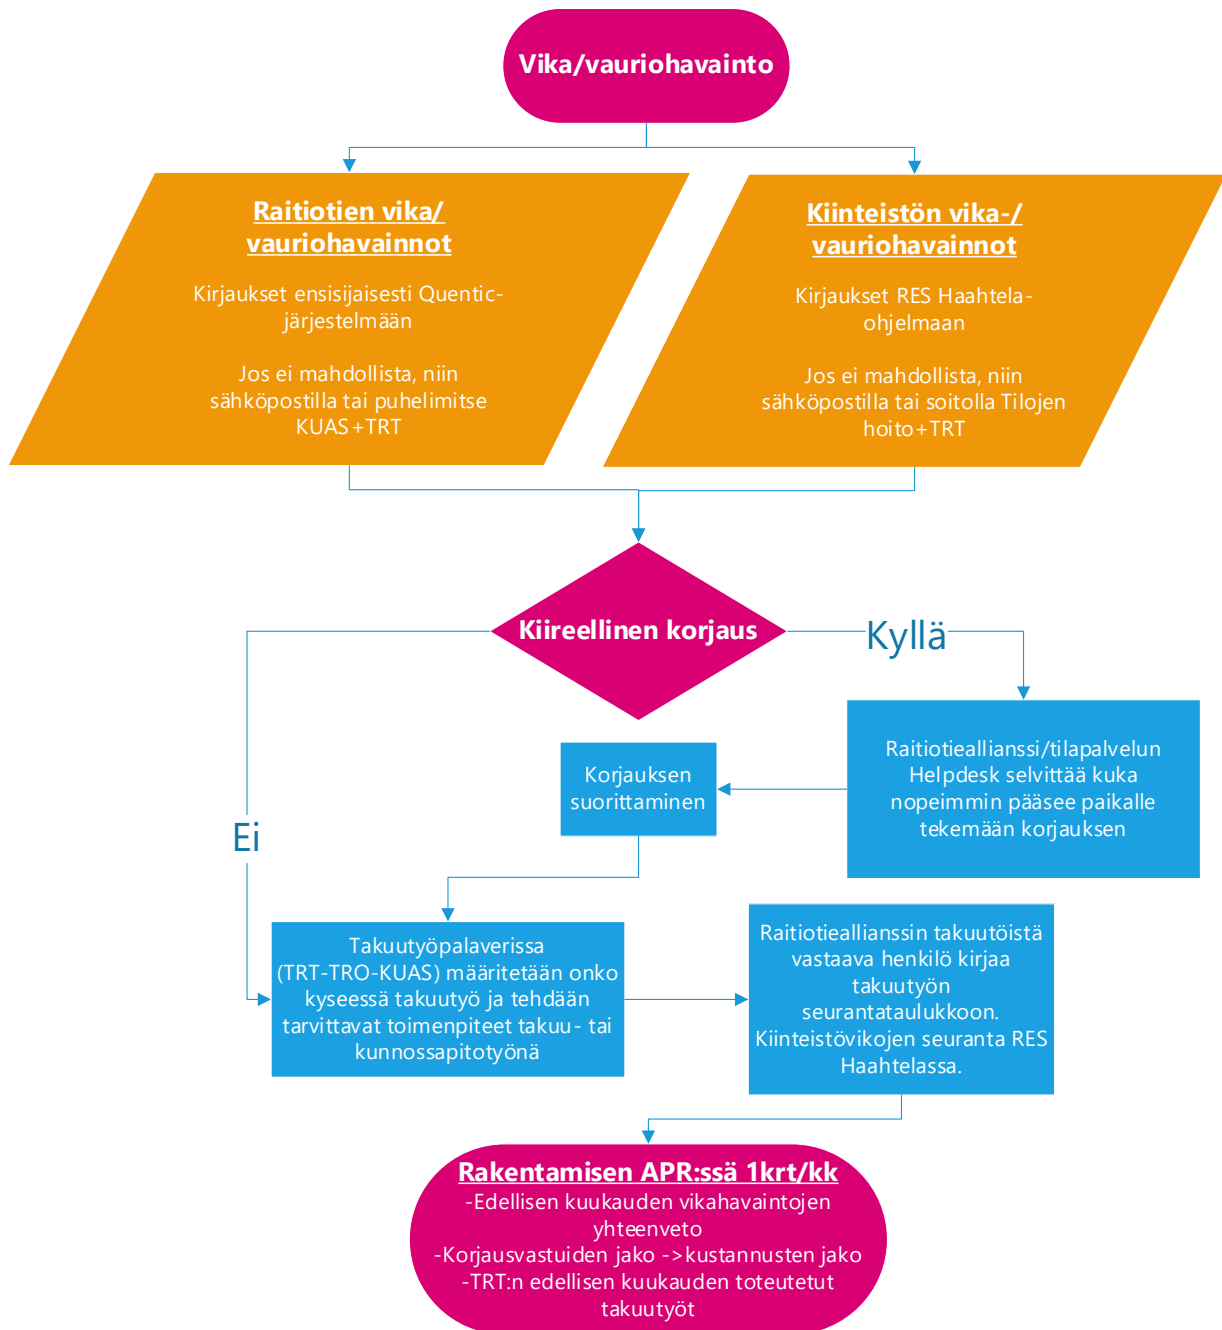 Vika/vauriohavainto
Raitiotien vika/
vauriohavainnot
Kirjaukset ensisijaisesti Quentic-
järjestelmään
Jos ei mahdollista, niin
sähköpostilla tai puhelimitse
KUAS+TRT
Kiinteistön vika-/
vauriohavainnot
Kirjaukset RES Haahtela-
ohjelmaan
Jos ei mahdollista, niin
sähköpostilla tai soitolla Tilojen
hoito+TRT
Kiireellinen korjaus
Kyllä
Raitiotieallianssi/tilapalvelun
Helpdesk selvittää kuka
nopeimmin pääsee paikalle
tekemään korjauksen
Korjauksen
suorittaminen
Ei
Takuutyöpalaverissa
(TRT-TRO-KUAS) määritetään onko
kyseessä takuutyö ja tehdään
tarvittavat toimenpiteet takuu- tai
kunnossapitotyönä
Raitiotieallianssin takuutöistä
vastaava henkilö kirjaa
takuutyön
seurantataulukkoon.
Kiinteistövikojen seuranta RES
Haahtelassa.
Rakentamisen APR:ssä 1krt/kk
-Edellisen kuukauden vikahavaintojen
yhteenveto
-Korjausvastuiden jako ->kustannusten jako
-TRT:n edellisen kuukauden toteutetut
takuutyöt